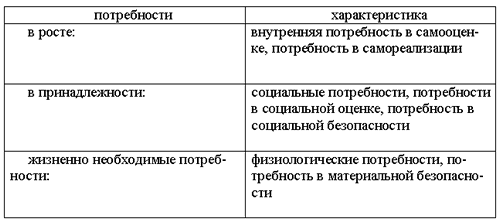 потребности характеристика
в росте: внутренняя потребность в самооцен-
ке, потребность в самореализации
в принадлежности: социальные потребности, потребности
в социальной оценке, потребность в
социальной безопасности
жизненно необходимые потреб- физиологические потребности, по-
ности: требность в материальной безопасно-
сти